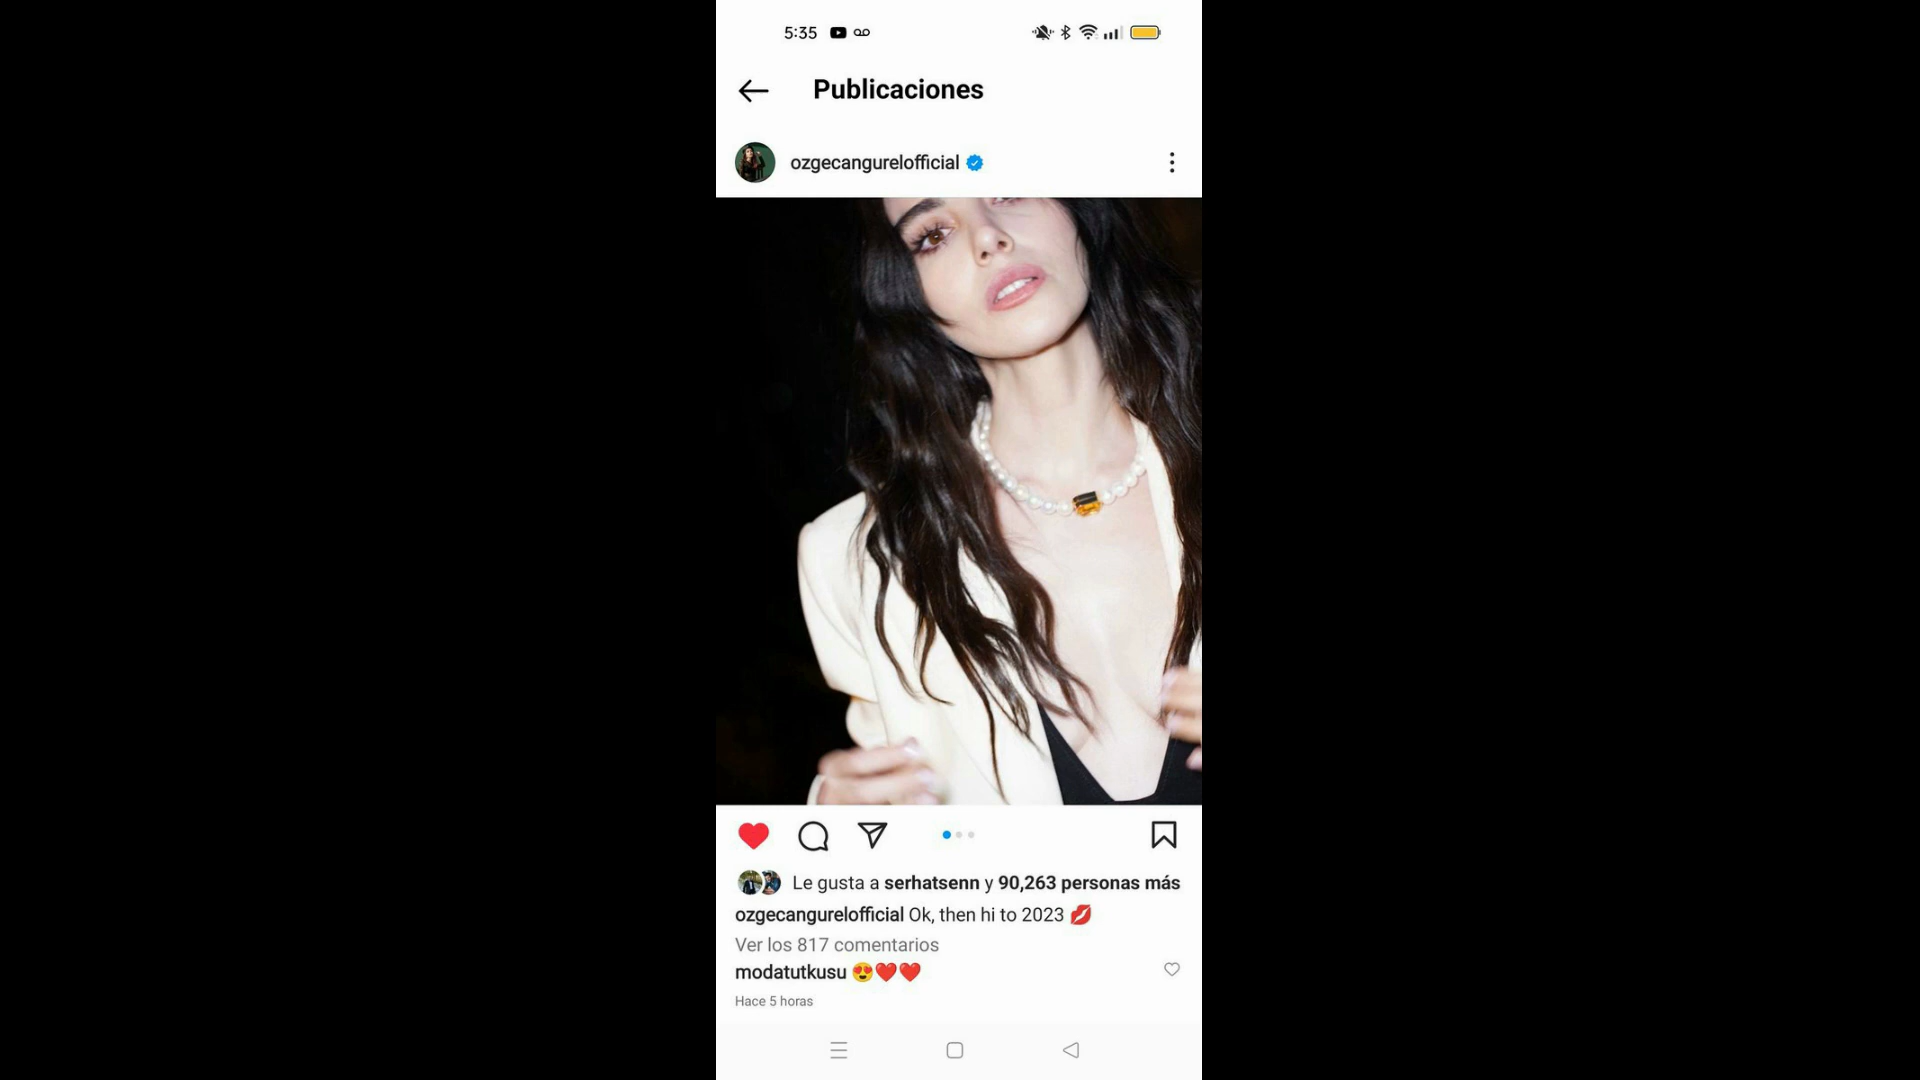 5:35
Publicaciones
ozgecangurelofficial
Le gusta a serhatsenn y 90,263 personas más
ozgecangurelofficial Ok, then hi to 2023 💋
Ver los 817 comentarios
modatutkusu 😍❤️❤️
Hace 5 horas